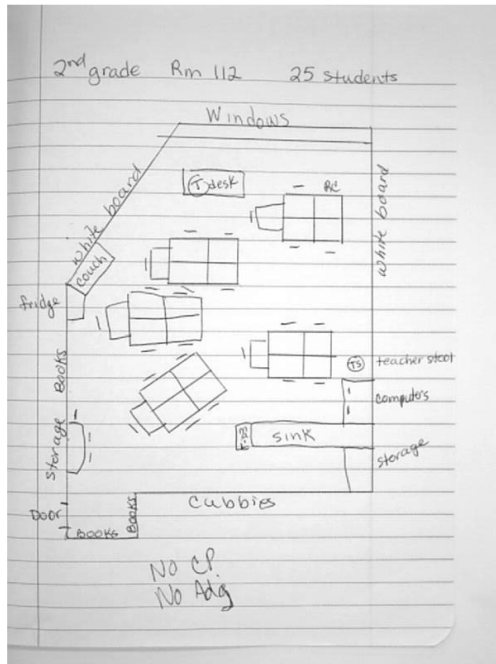 2nd grade Rm 112 25 students
Windows
T desk
RC
white board
white board
couch
fridge
Books
TS teacher stool
computers
sink
storage
storage
Cubbies
Door
Books
Books
No CP
No Adg